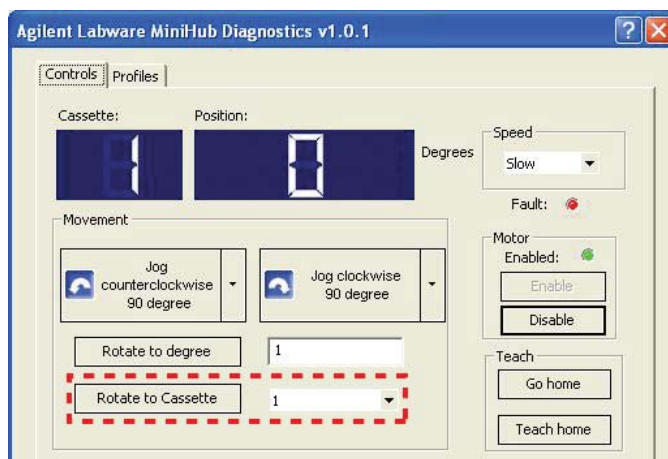 Agilent Labware MiniHub Diagnostics v1.0.1
Controls
Profiles
Cassette:
Position:
1
0
Degrees
Speed
Slow
Fault:
Movement
Jog
counterclockwise
90 degree
Jog clockwise
90 degree
Motor
Enabled:
Enable
Disable
Rotate to degree
1
Rotate to Cassette
1
Teach
Go home
Teach home